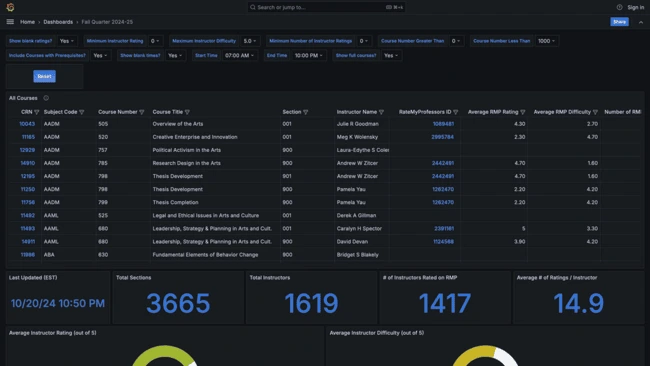 Search or jump to... ⌘+k Sign in
Home › Dashboards › Fall Quarter 2024-25 Share
Show blank ratings? Yes Minimum Instructor Rating 0 Maximum Instructor Difficulty 5.0 Minimum Number of Instructor Ratings 0 Course Number Greater Than 0 Course Number Less Than 1000
Include Courses with Prerequisites? Yes Show blank times? Yes Start Time 07:00 AM End Time 10:00 PM Show full courses? Yes
Reset
All Courses
CRN Subject Code Course Number Course Title Section Instructor Name RateMyProfessors ID Average RMP Rating Average RMP Difficulty Number of RM
10043 AADM 505 Overview of the Arts 001 Julie R Goodman 1089481 4.30 2.70
11165 AADM 520 Creative Enterprise and Innovation 001 Meg K Wolensky 2995784 2.30 4.70
12929 AADM 757 Political Activism in the Arts 900 Laura-Edythe S Coler
14910 AADM 785 Research Design in the Arts 900 Andrew W Zitcer 2442491 4.70 1.60
12195 AADM 798 Thesis Development 901 Andrew W Zitcer 2442491 4.70 1.60
11250 AADM 798 Thesis Development 900 Pamela Yau 1262470 2.20 4.20
11756 AADM 799 Thesis Completion 900 Pamela Yau 1262470 2.20 4.20
11492 AAML 525 Legal and Ethical Issues in Arts and Culture 001 Derek A Gillman
11493 AAML 680 Leadership, Strategy & Planning in Arts and Cult. 001 Caralyn H Spector 2381161 5 3.30
14911 AAML 680 Leadership, Strategy & Planning in Arts and Cult. 900 David Devan 1124568 3.90 4.20
11998 ABA 630 Fundamental Elements of Behavior Change 900 Bridget S Blakely
Last Updated (EST) Total Sections Total Instructors # of Instructors Rated on RMP Average # of Ratings / Instructor
10/20/24 10:50 PM 3665 1619 1417 14.9
Average Instructor Rating (out of 5) Average Instructor Difficulty (out of 5)